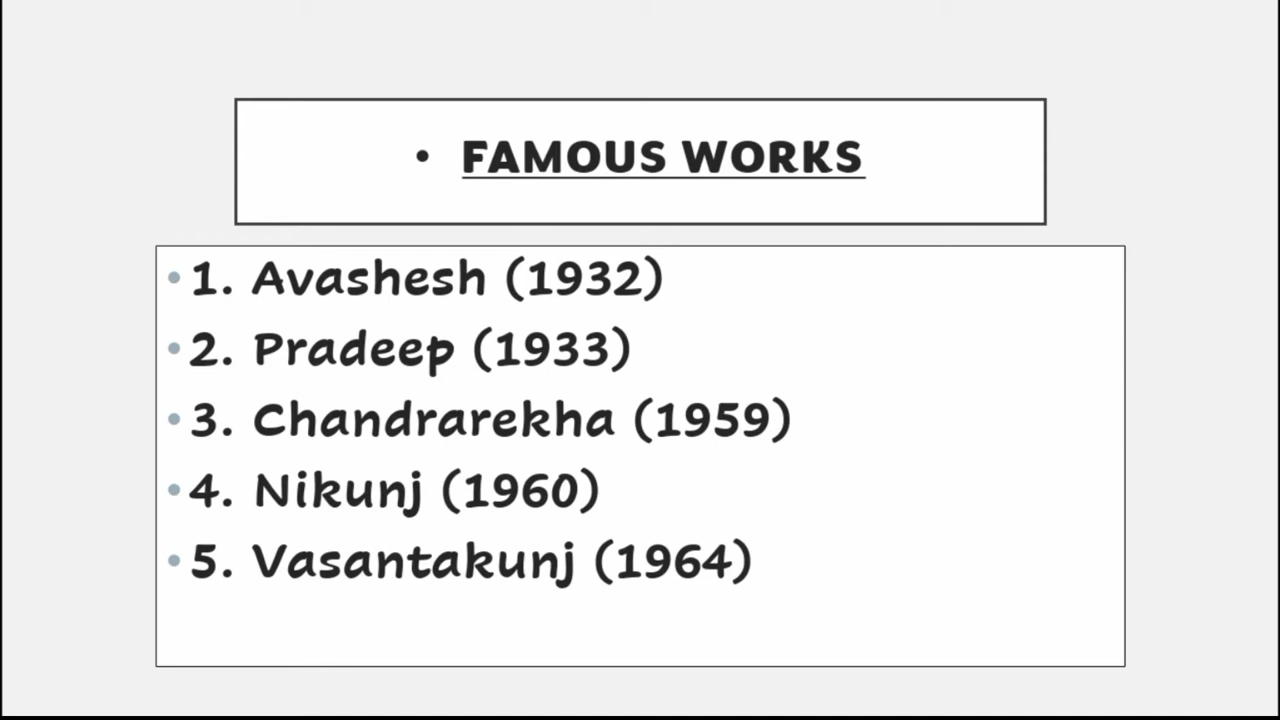 • FAMOUS WORKS
• 1. Avashesh (1932)
• 2. Pradeep (1933)
• 3. Chandrarekha (1959)
• 4. Nikunj (1960)
• 5. Vasantakunj (1964)